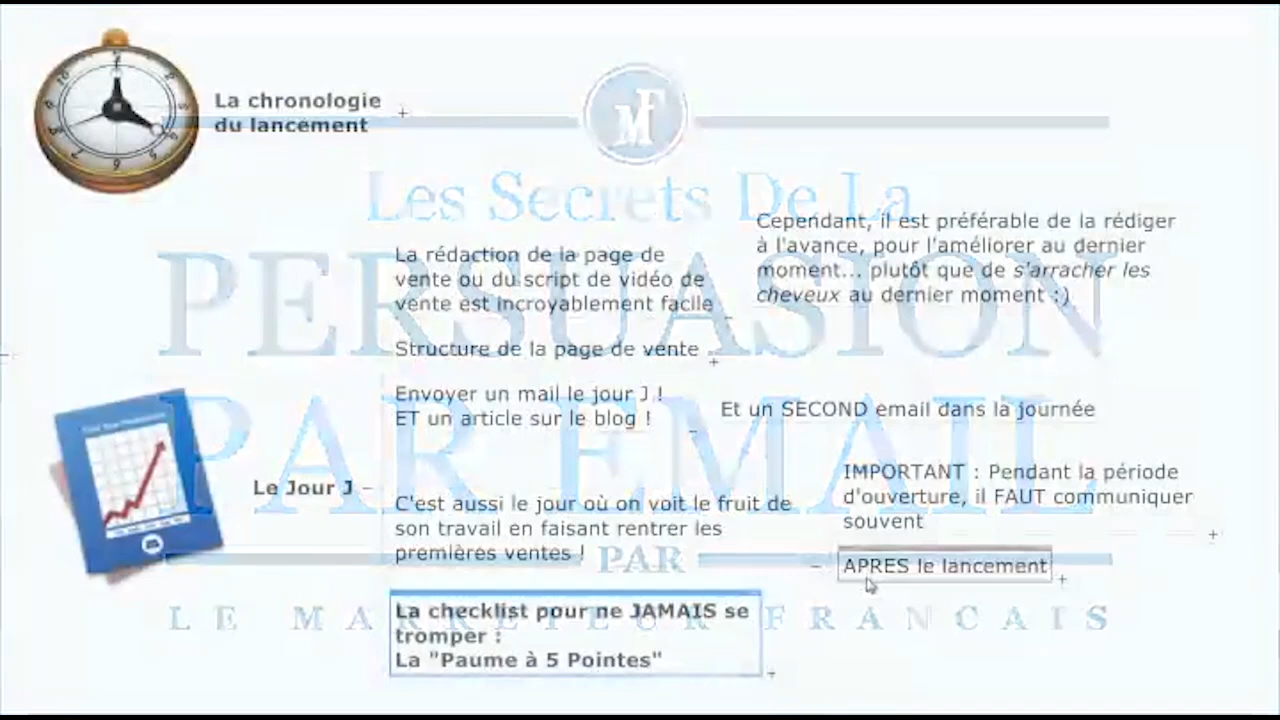 La chronologie
du lancement
MF
Les Secrets De La
PERSUASION
PAR EMAIL
PAR
LE MARKETEUR FRANCAIS
La rédaction de la page de
vente ou du script de vidéo de
vente est incroyablement facile
Cependant, il est préférable de la rédiger
à l'avance, pour l'améliorer au dernier
moment... plutôt que de s'arracher les
cheveux au dernier moment :)
Structure de la page de vente
Envoyer un mail le jour J !
ET un article sur le blog !
Et un SECOND email dans la journée
Le Jour J
C'est aussi le jour où on voit le fruit de
son travail en faisant rentrer les
premières ventes !
IMPORTANT : Pendant la période
d'ouverture, il FAUT communiquer
souvent
APRES le lancement
La checklist pour ne JAMAIS se
tromper :
La "Paume à 5 Pointes"